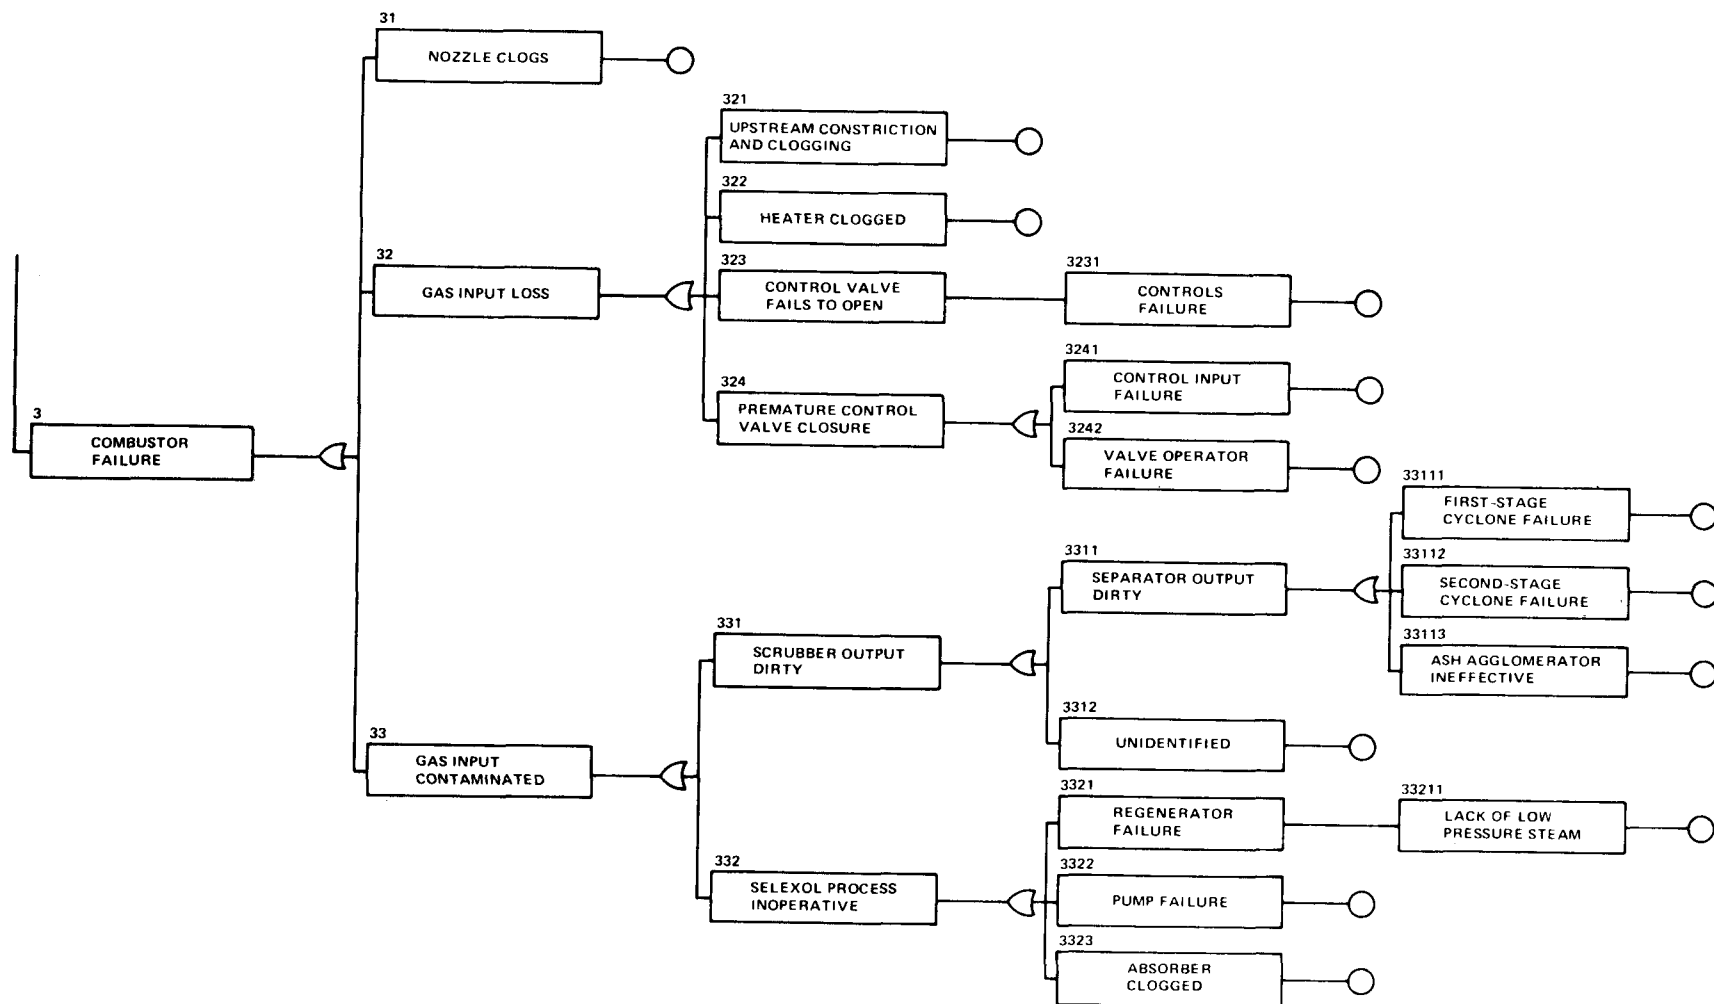 31
NOZZLE CLOGS
321
UPSTREAM CONSTRICTION
AND CLOGGING
322
HEATER CLOGGED
32
GAS INPUT LOSS
323
CONTROL VALVE
FAILS TO OPEN
3231
CONTROLS
FAILURE
324
PREMATURE CONTROL
VALVE CLOSURE
3241
CONTROL INPUT
FAILURE
3242
VALVE OPERATOR
FAILURE
3
COMBUSTOR
FAILURE
33111
FIRST-STAGE
CYCLONE FAILURE
3311
SEPARATOR OUTPUT
DIRTY
33112
SECOND-STAGE
CYCLONE FAILURE
331
SCRUBBER OUTPUT
DIRTY
33113
ASH AGGLOMERATOR
INEFFECTIVE
3312
UNIDENTIFIED
33
GAS INPUT
CONTAMINATED
3321
REGENERATOR
FAILURE
33211
LACK OF LOW
PRESSURE STEAM
332
SELEXOL PROCESS
INOPERATIVE
3322
PUMP FAILURE
3323
ABSORBER
CLOGGED